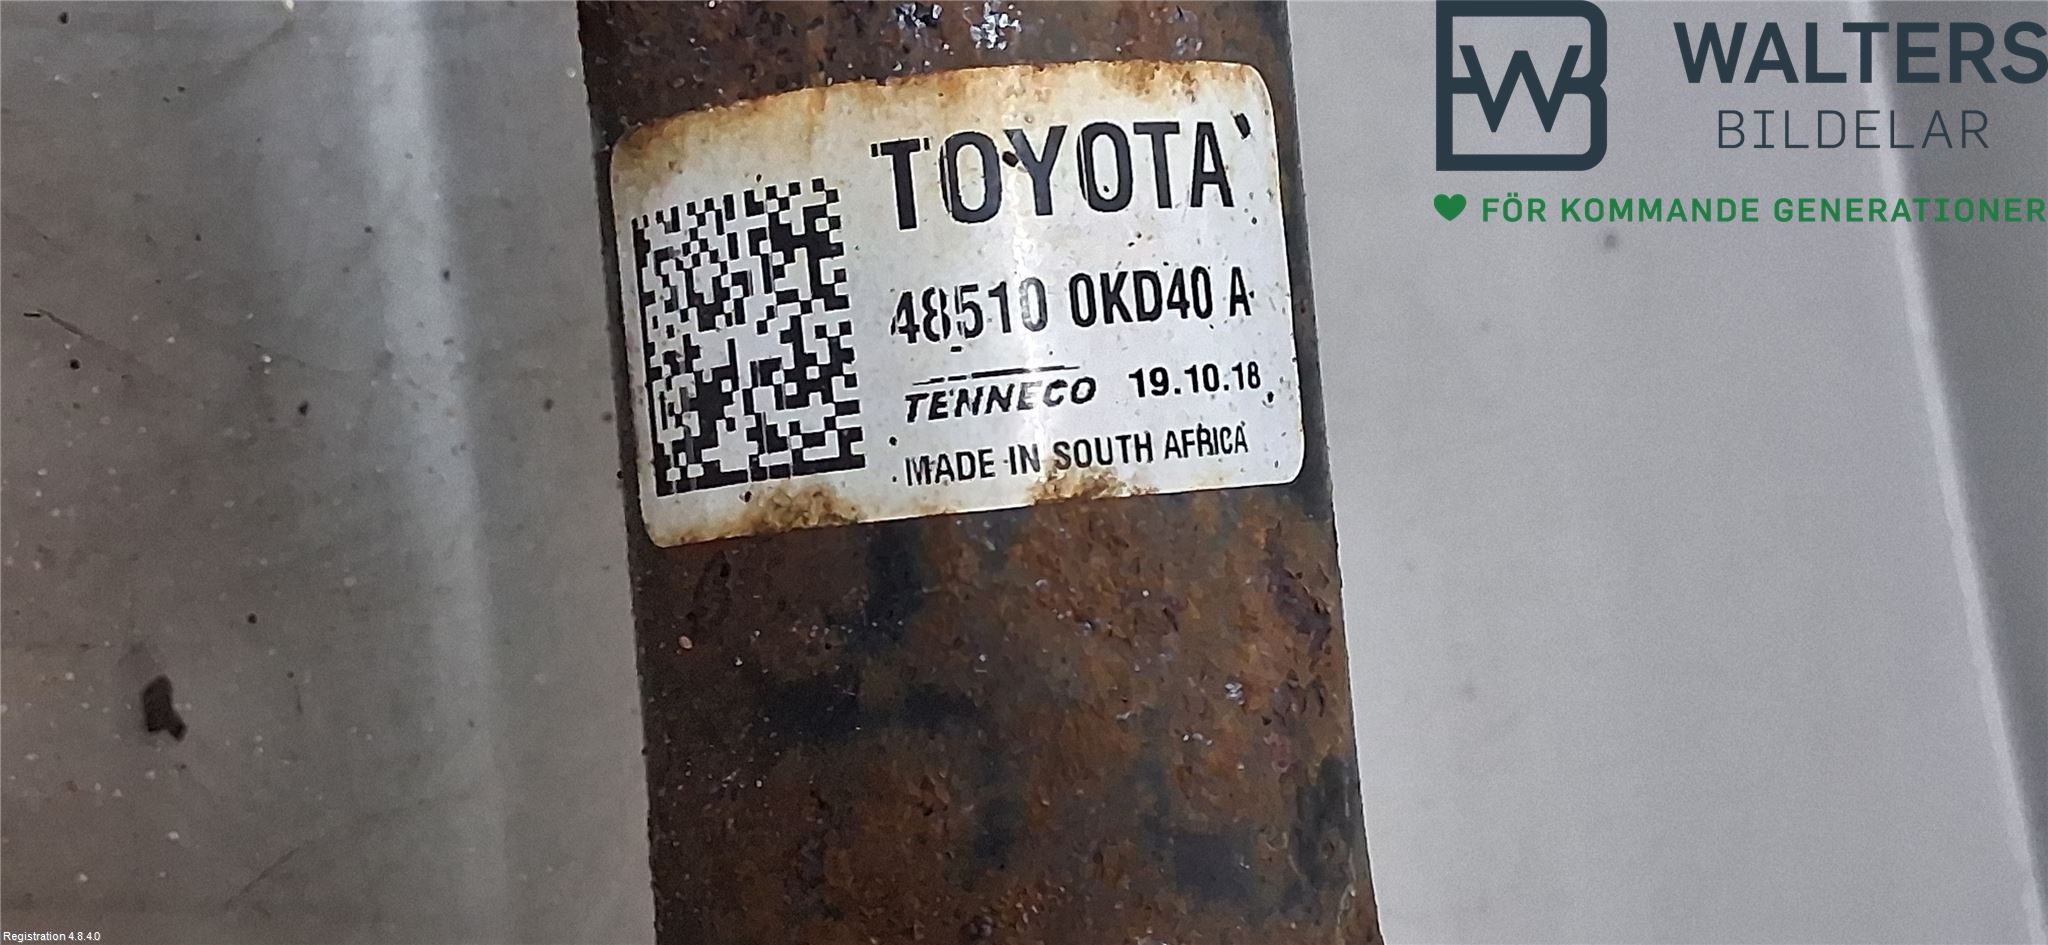 TOYOTA
48510 0KD40 A
TENNECO 19.10.18
MADE IN SOUTH AFRICA
WALTERS
BILDELAR
FÖR KOMMANDE GENERATIONER
Registration 4.8.4.0